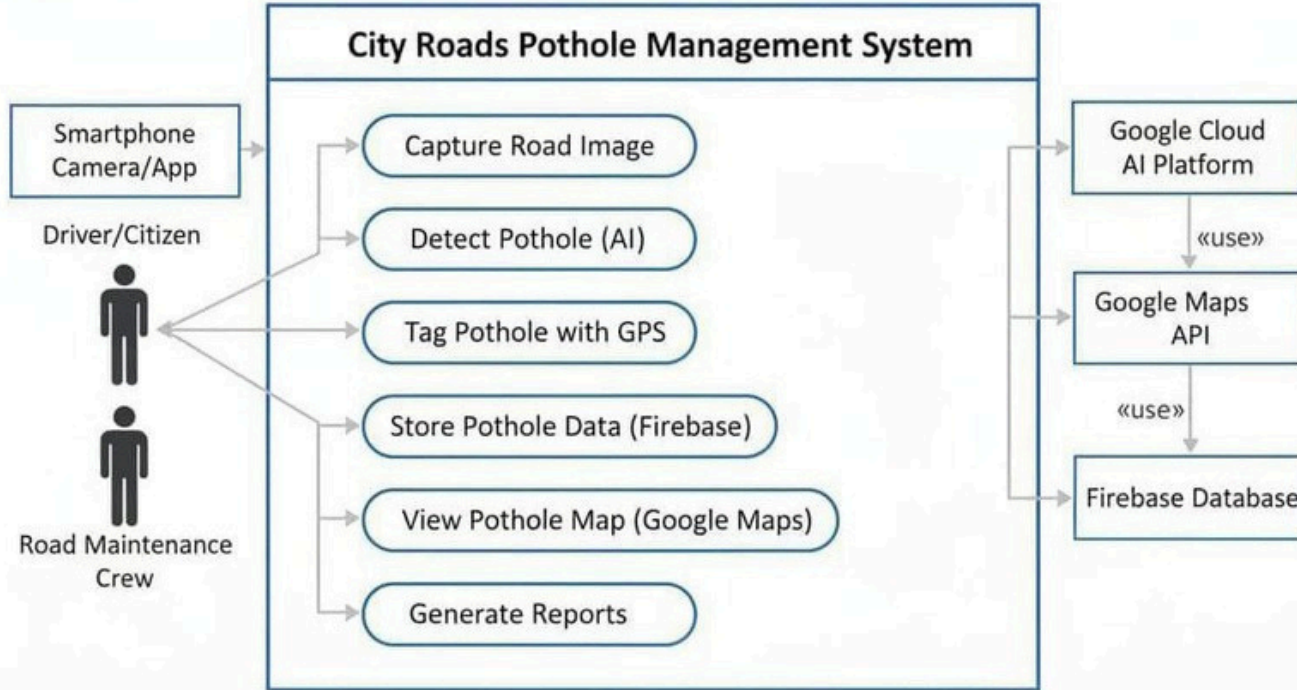 City Roads Pothole Management System
Smartphone
Camera/App
Driver/Citizen
Road Maintenance
Crew
Capture Road Image
Detect Pothole (AI)
Tag Pothole with GPS
Store Pothole Data (Firebase)
View Pothole Map (Google Maps)
Generate Reports
Google Cloud
AI Platform
«use»
Google Maps
API
«use»
Firebase Database